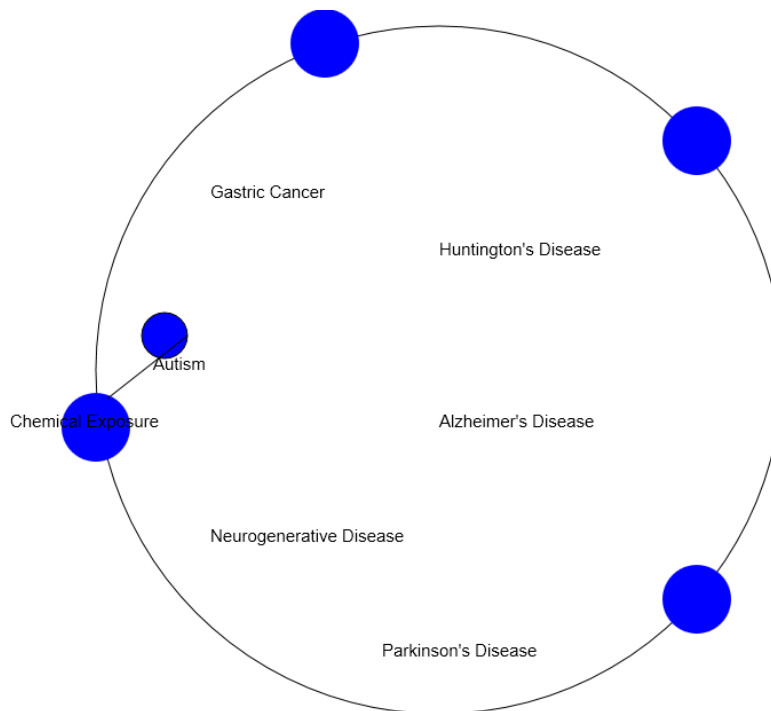 Gastric Cancer
Huntington's Disease
Autism
Chemical Exposure
Alzheimer's Disease
Neurogenerative Disease
Parkinson's Disease